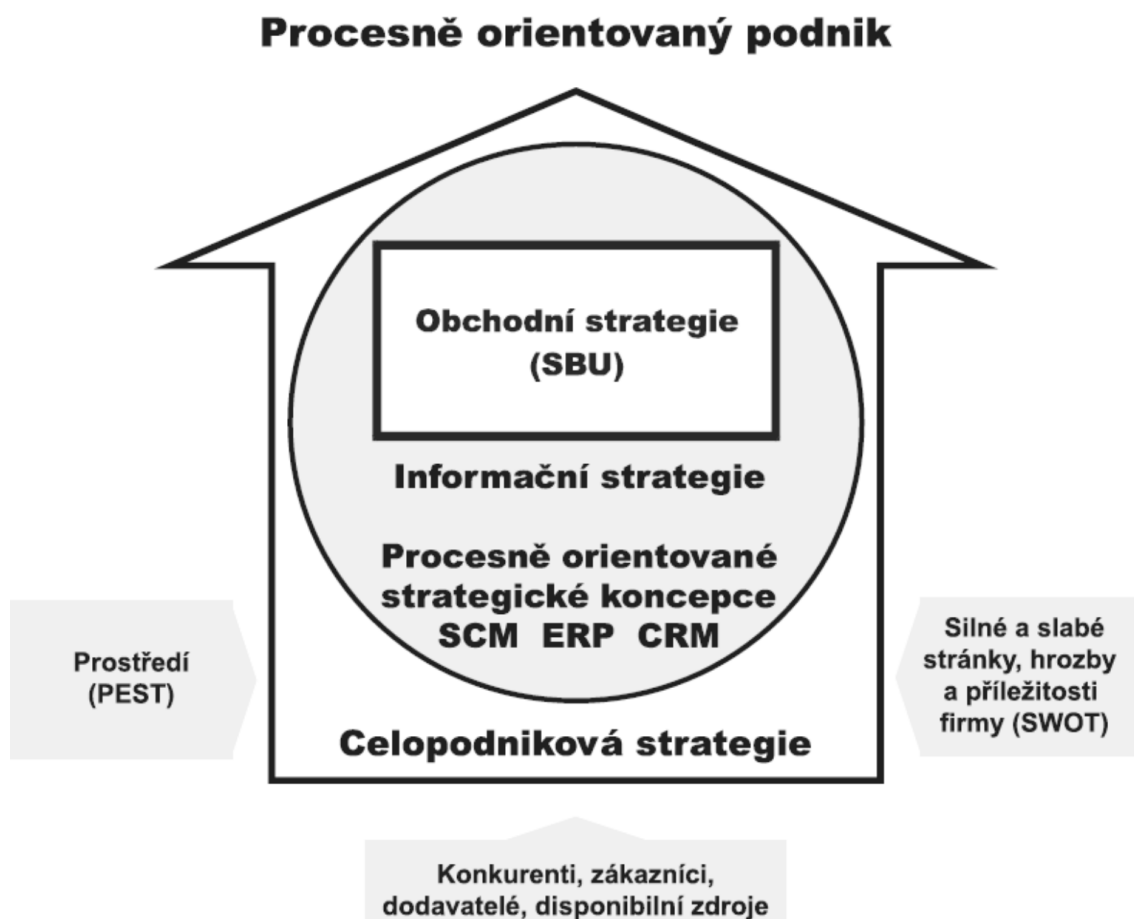 Procesně orientovaný podnik
Obchodní strategie
(SBU)
Informační strategie
Procesně orientované
strategické koncepce
SCM ERP CRM
Prostředí
(PEST)
Silné a slabé
stránky, hrozby
a příležitosti
firmy (SWOT)
Celopodniková strategie
Konkurenti, zákazníci,
dodavatelé, disponibilní zdroje